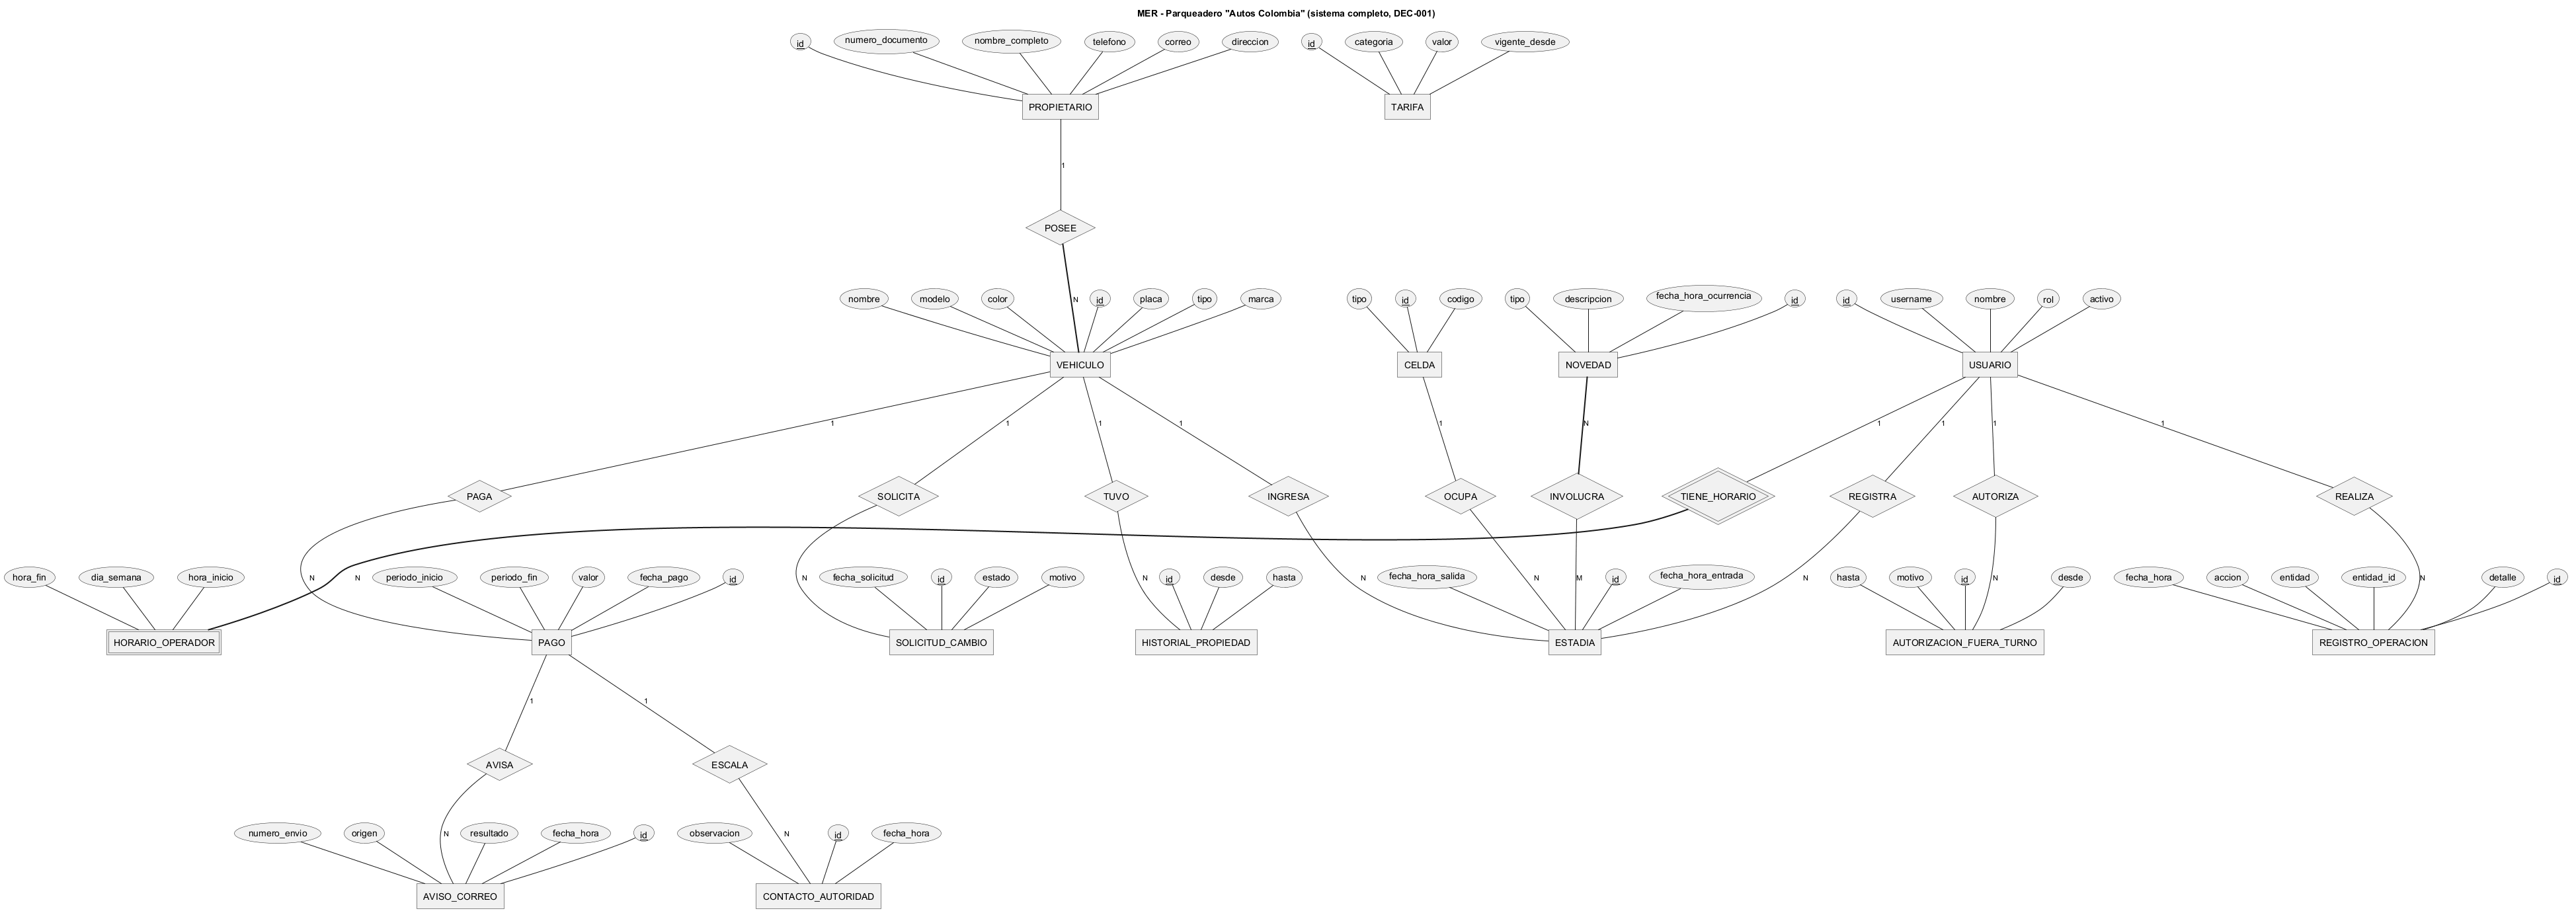 MER - Parqueadero "Autos Colombia" (sistema completo, DEC-001)
id
numero_documento
nombre_completo
telefono
correo
direccion
id
categoria
valor
vigente_desde
PROPIETARIO
TARIFA
1
POSEE
N
nombre
modelo
color
id
placa
tipo
marca
tipo
id
codigo
tipo
descripcion
fecha_hora_ocurrencia
id
id
username
nombre
rol
activo
VEHICULO
CELDA
NOVEDAD
USUARIO
1
1
1
1
1
N
1
1
1
1
PAGA
SOLICITA
TUVO
INGRESA
OCUPA
INVOLUCRA
TIENE_HORARIO
REGISTRA
AUTORIZA
REALIZA
hora_fin
dia_semana
hora_inicio
N
N
periodo_inicio
periodo_fin
valor
fecha_pago
id
N
fecha_solicitud
id
estado
motivo
N
id
desde
hasta
N
fecha_hora_salida
N
M
id
fecha_hora_entrada
N
hasta
motivo
id
N
desde
fecha_hora
accion
entidad
entidad_id
N
detalle
id
HORARIO_OPERADOR
PAGO
SOLICITUD_CAMBIO
HISTORIAL_PROPIEDAD
ESTADIA
AUTORIZACION_FUERA_TURNO
REGISTRO_OPERACION
1
1
AVISA
ESCALA
numero_envio
origen
N
resultado
fecha_hora
id
observacion
N
id
fecha_hora
AVISO_CORREO
CONTACTO_AUTORIDAD